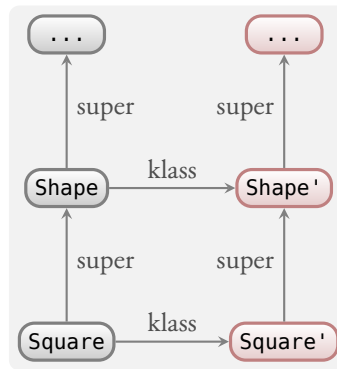 ... ...
super super
klass
Shape Shape'
super super
klass
Square Square'